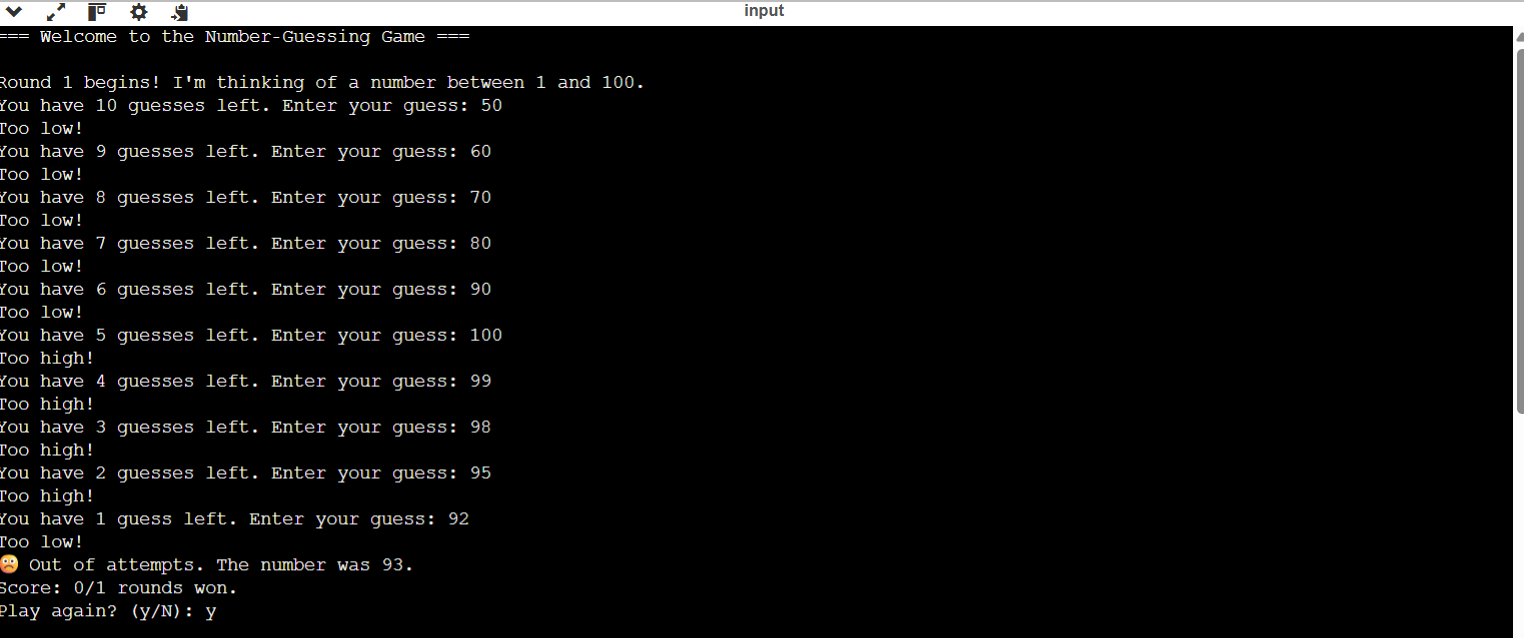 input
=== Welcome to the Number-Guessing Game ===
Round 1 begins! I'm thinking of a number between 1 and 100.
You have 10 guesses left. Enter your guess: 50
Too low!
You have 9 guesses left. Enter your guess: 60
Too low!
You have 8 guesses left. Enter your guess: 70
Too low!
You have 7 guesses left. Enter your guess: 80
Too low!
You have 6 guesses left. Enter your guess: 90
Too low!
You have 5 guesses left. Enter your guess: 100
Too high!
You have 4 guesses left. Enter your guess: 99
Too high!
You have 3 guesses left. Enter your guess: 98
Too high!
You have 2 guesses left. Enter your guess: 95
Too high!
You have 1 guess left. Enter your guess: 92
Too low!
🙁 Out of attempts. The number was 93.
Score: 0/1 rounds won.
Play again? (y/N): y